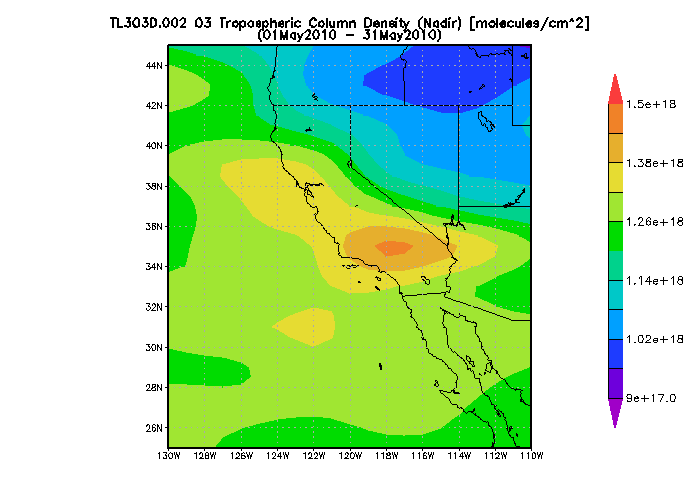 TL3O3D.002 O3 Tropospheric Column Density (Nadir) [molecules/cm^2]
(01May2010 - 31May2010)
44N
42N
40N
38N
36N
34N
32N
30N
28N
26N
130W 128W 126W 124W 122W 120W 118W 116W 114W 112W 110W
1.5e+18
1.38e+18
1.26e+18
1.14e+18
1.02e+18
9e+17.0